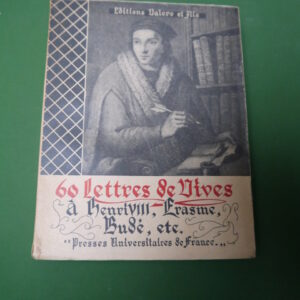 Editions Valero et Fils
60 Lettres de Vives
à Henri VIII, Erasme,
Budé, etc.
"Presses Universitaires de France."